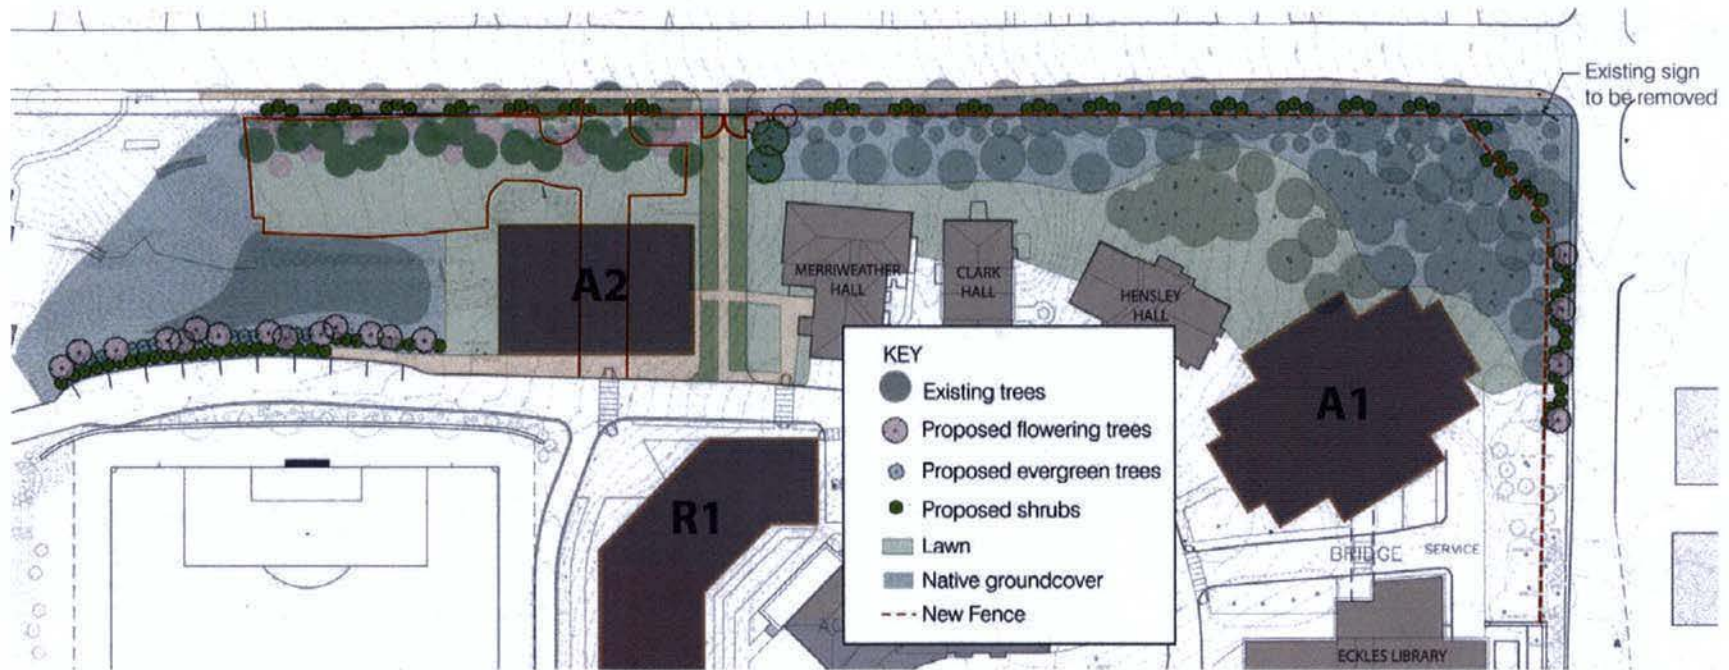 Existing sign
to be removed
A2
MERRIWEATHER
HALL
CLARK
HALL
HENSLEY
HALL
A1
KEY
Existing trees
Proposed flowering trees
Proposed evergreen trees
Proposed shrubs
Lawn
Native groundcover
New Fence
R1
BRIDGE
SERVICE
ECKLES LIBRARY